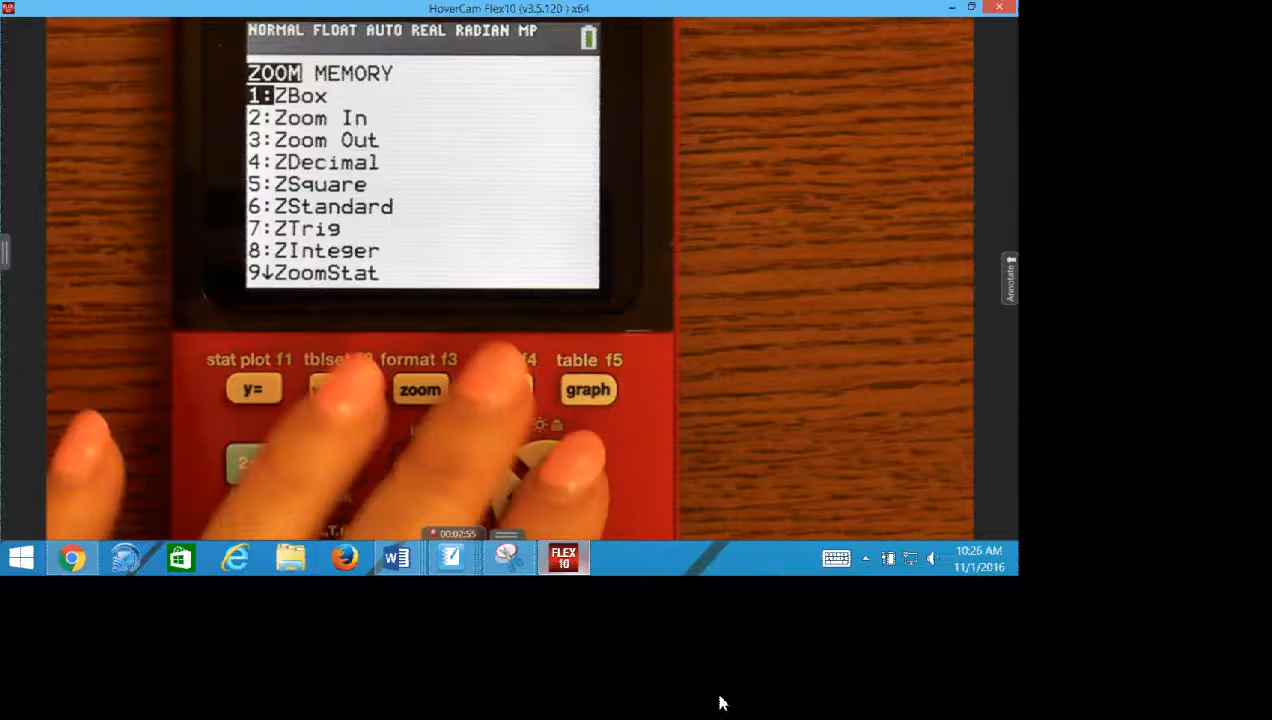 HoverCam Flex10 (v3.5.120 ) x64
NORMAL FLOAT AUTO REAL RADIAN MP
ZOOM MEMORY
1:ZBox
2:Zoom In
3:Zoom Out
4:ZDecimal
5:ZSquare
6:ZStandard
7:ZTrig
8:ZInteger
9↓ZoomStat
Annotate
stat plot f1 tblset format f3 f4 table f5
y= zoom graph
00:02:55
FLEX 10
10:26 AM
11/1/2016